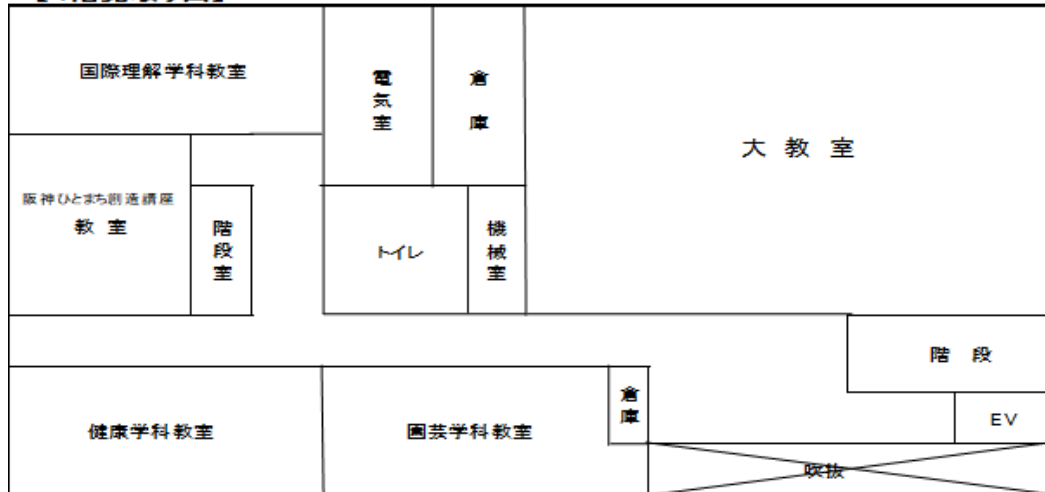 国際理解学科教室
電気室
倉庫
大教室
阪神ひとまち創造講座
教室
階段室
トイレ
機械室
階段
健康学科教室
園芸学科教室
倉庫
EV
吹抜